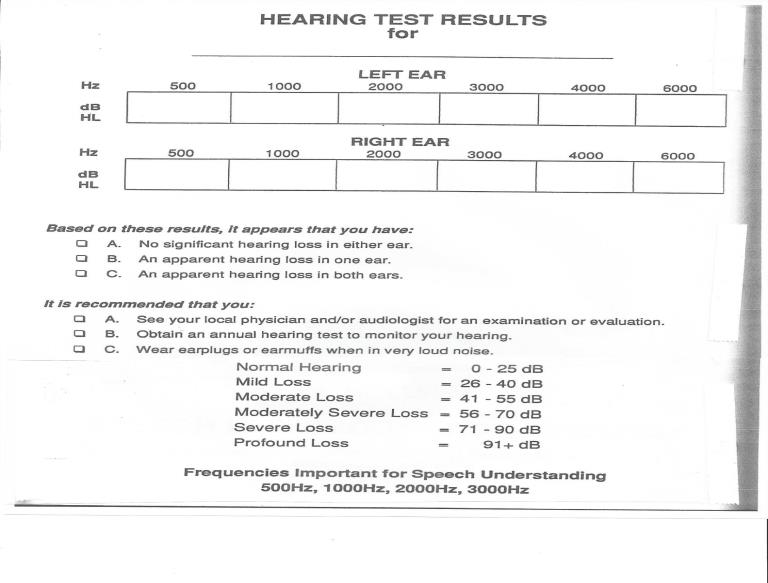 HEARING TEST RESULTS
for
LEFT EAR
Hz 500 1000 2000 3000 4000 6000
dB
HL
RIGHT EAR
Hz 500 1000 2000 3000 4000 6000
dB
HL
Based on these results, it appears that you have:
❏ A. No significant hearing loss in either ear.
❏ B. An apparent hearing loss in one ear.
❏ C. An apparent hearing loss in both ears.
It is recommended that you:
❏ A. See your local physician and/or audiologist for an examination or evaluation.
❏ B. Obtain an annual hearing test to monitor your hearing.
❏ C. Wear earplugs or earmuffs when in very loud noise.
Normal Hearing = 0 - 25 dB
Mild Loss = 26 - 40 dB
Moderate Loss = 41 - 55 dB
Moderately Severe Loss = 56 - 70 dB
Severe Loss = 71 - 90 dB
Profound Loss = 91+ dB
Frequencies Important for Speech Understanding
500Hz, 1000Hz, 2000Hz, 3000Hz